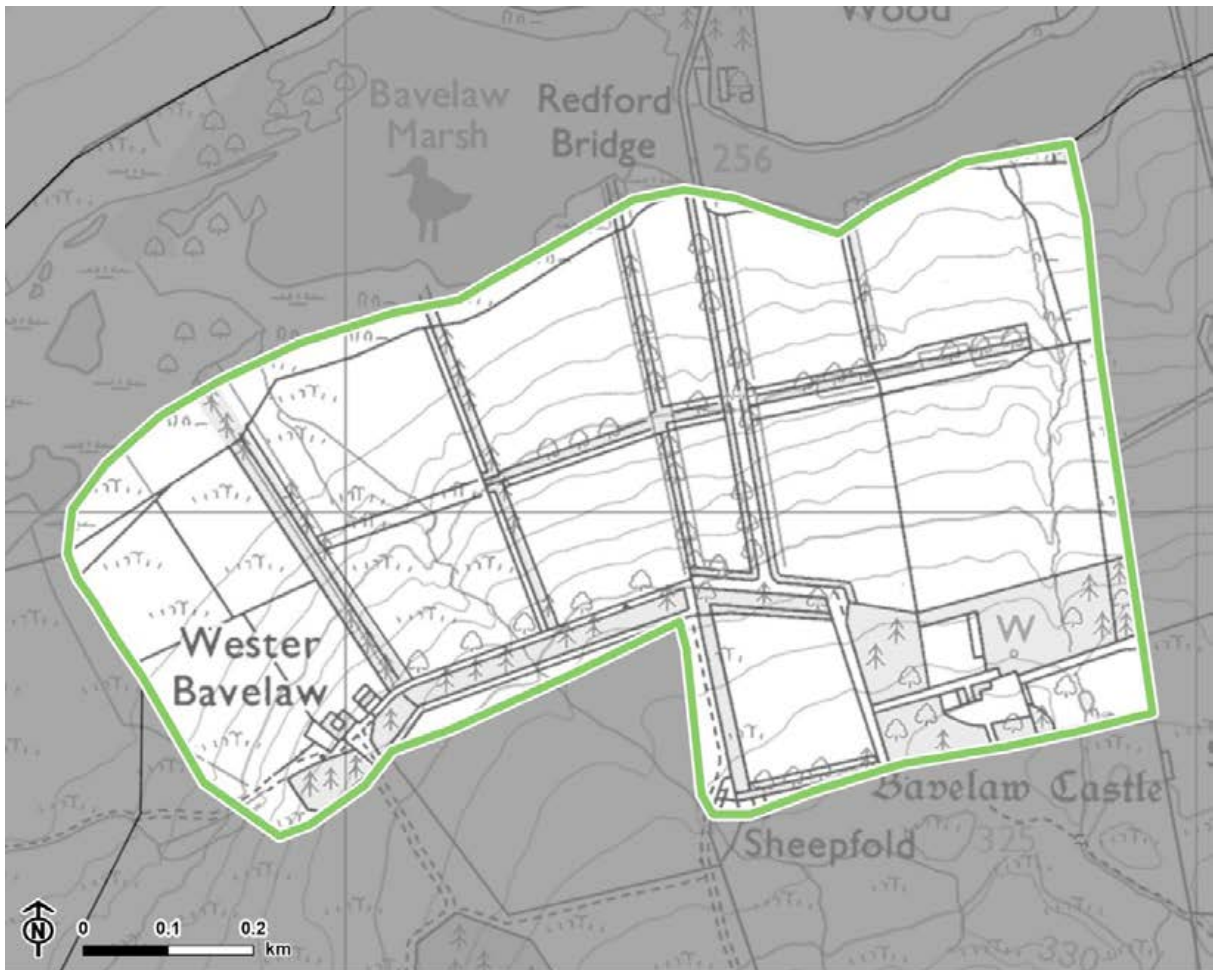 Wood
Bavelaw
Marsh
Redford
Bridge
256
Wester
Bavelaw
W
Bavelaw Castle
Sheepfold
325
330
N
0 0.1 0.2
km